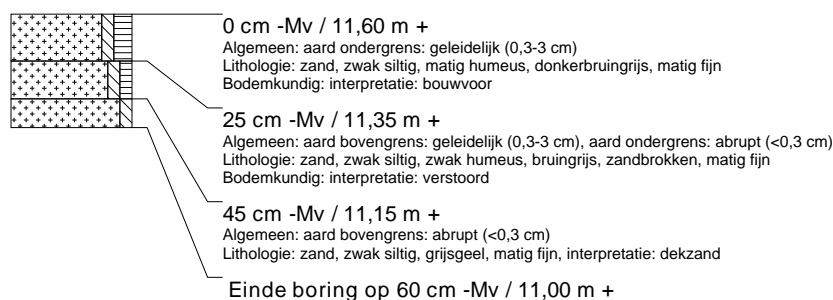 0 cm -Mv / 11,60 m +
Algemeen: aard ondergrens: geleidelijk (0,3-3 cm)
Lithologie: zand, zwak siltig, matig humeus, donkerbruingrijs, matig fijn
Bodemkundig: interpretatie: bouwvoor
25 cm -Mv / 11,35 m +
Algemeen: aard bovengrens: geleidelijk (0,3-3 cm), aard ondergrens: abrupt (<0,3 cm)
Lithologie: zand, zwak siltig, zwak humeus, bruingrijs, zandbrokken, matig fijn
Bodemkundig: interpretatie: verstoord
45 cm -Mv / 11,15 m +
Algemeen: aard bovengrens: abrupt (<0,3 cm)
Lithologie: zand, zwak siltig, grijsgeel, matig fijn, interpretatie: dekzand
Einde boring op 60 cm -Mv / 11,00 m +